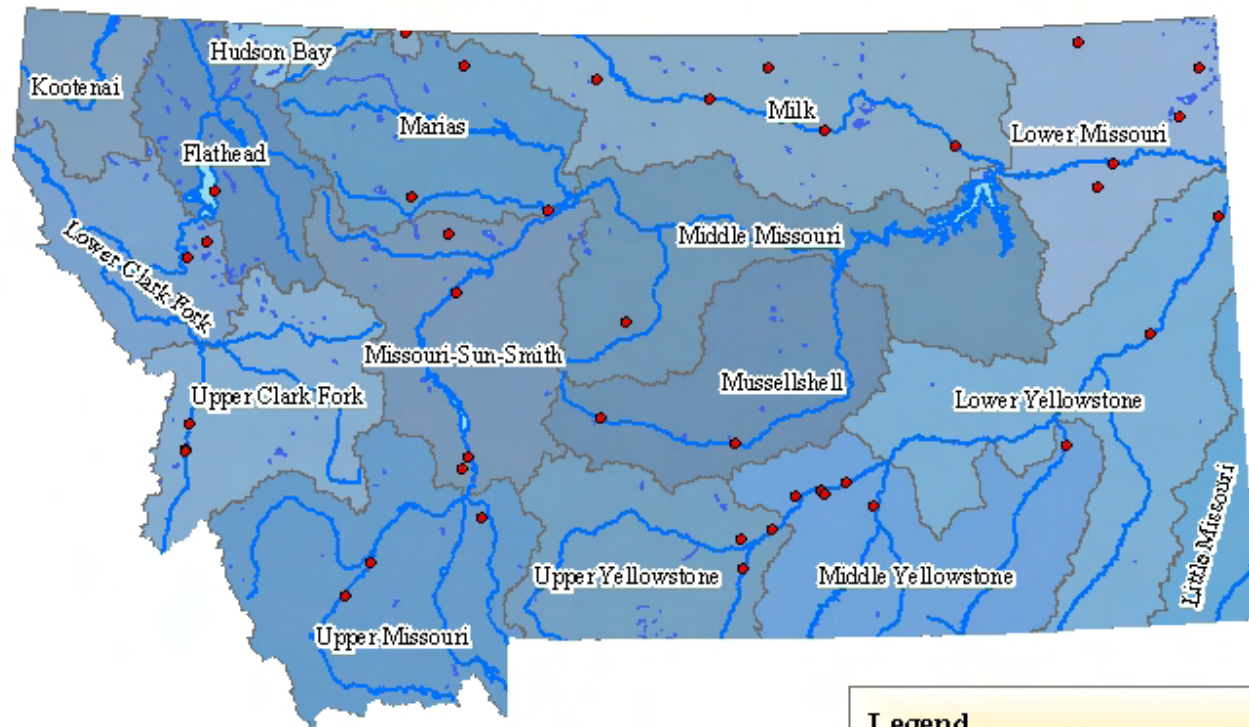 Hudson Bay
Kootenai
Marias
Milk
Lower Missouri
Flathead
Middle Missouri
Lower Clark Fork
Missouri-Sun-Smith
Mussellshell
Upper Clark Fork
Lower Yellowstone
Little Missouri
Upper Yellowstone
Middle Yellowstone
Upper Missouri
Legend